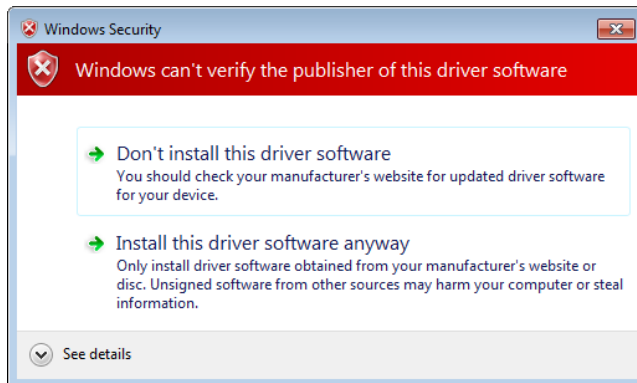 Windows Security
Windows can't verify the publisher of this driver software
Don't install this driver software
You should check your manufacturer's website for updated driver software
for your device.
Install this driver software anyway
Only install driver software obtained from your manufacturer's website or
disc. Unsigned software from other sources may harm your computer or steal
information.
See details